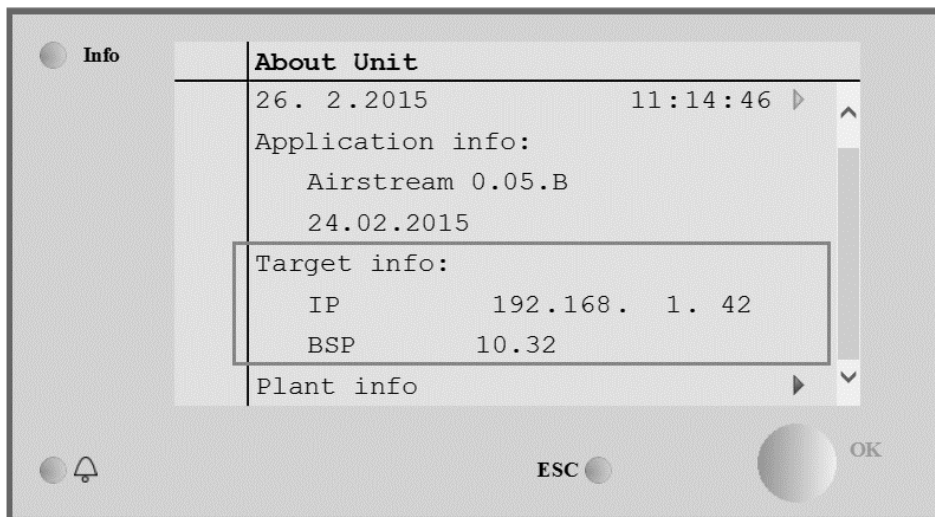 Info
About Unit
26. 2.2015 11:14:46
Application info:
Airstream 0.05.B
24.02.2015
Target info:
IP 192.168. 1. 42
BSP 10.32
Plant info
OK
ESC